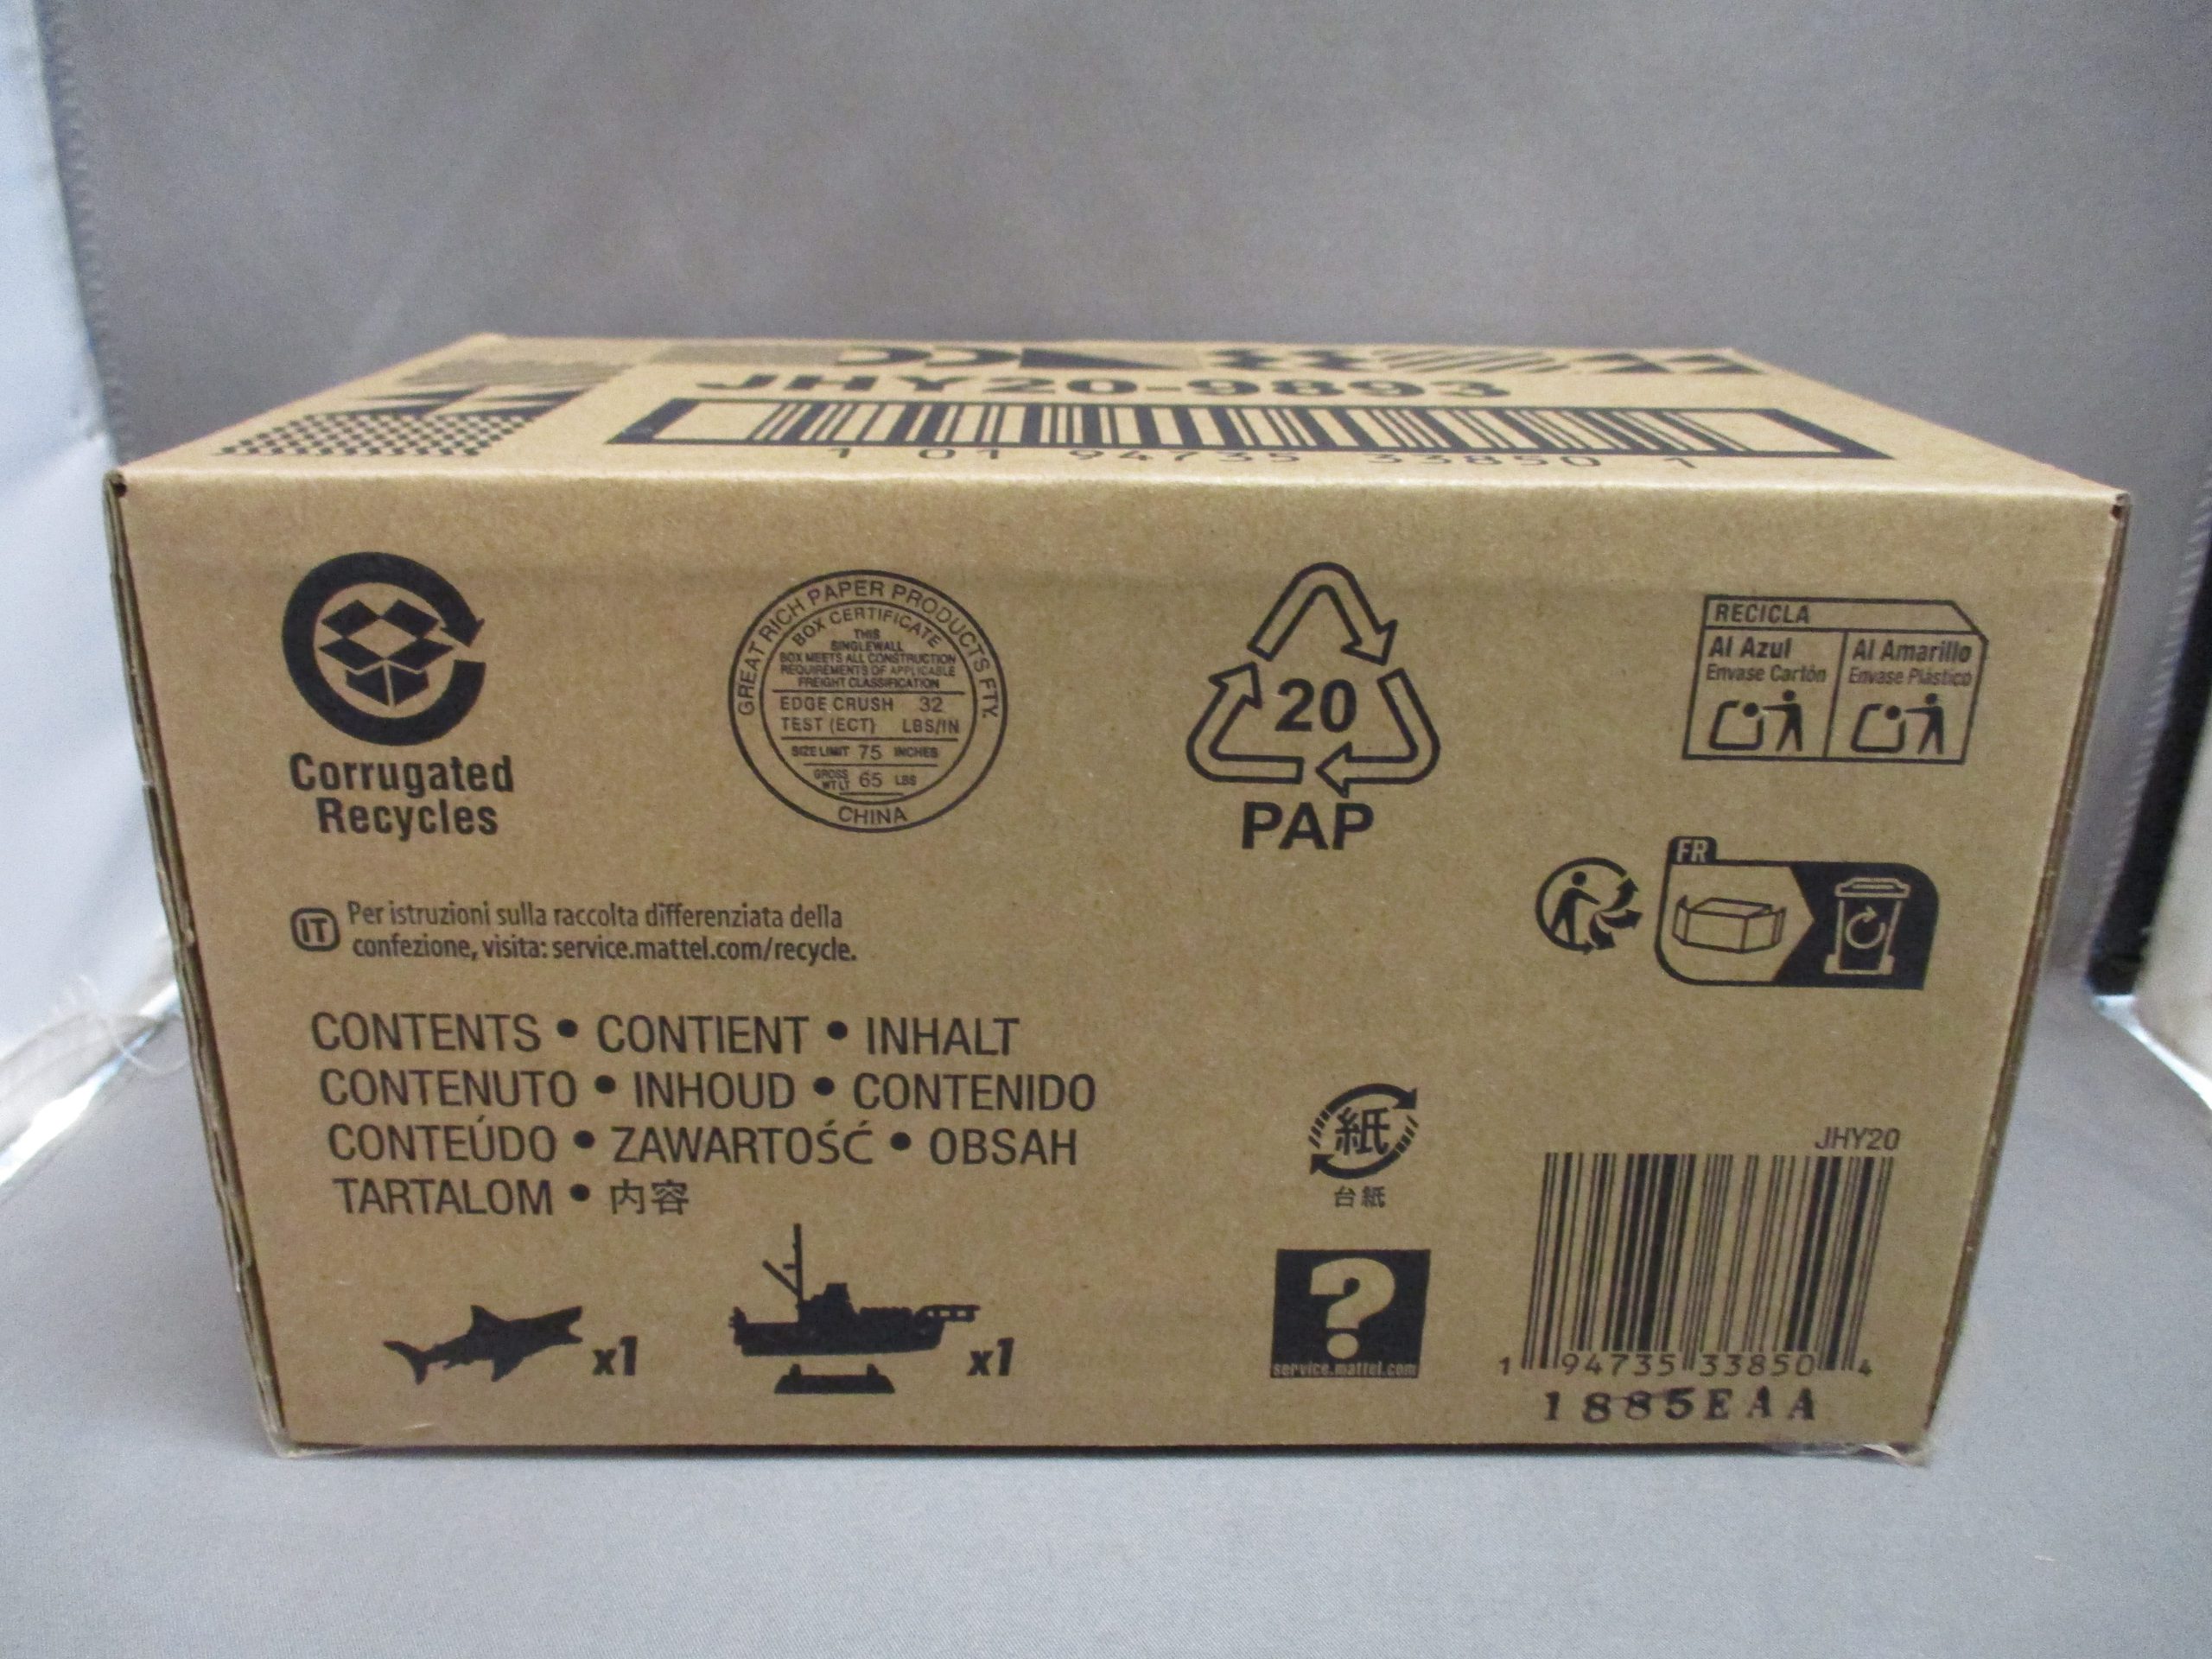 JHY20-9893
1 01 94735 33850 1
Corrugated
Recycles
GREAT RICH PAPER PRODUCTS FTY.
BOX CERTIFICATE
THIS
SINGLEWALL
BOX MEETS ALL CONSTRUCTION
REQUIREMENTS OF APPLICABLE
FREIGHT CLASSIFICATION
EDGE CRUSH 32
TEST (ECT) LBS/IN
SIZE LIMIT 75 INCHES
GROSS
WT LT 65 LBS
CHINA
20
PAP
RECICLA
Al Azul
Envase Cartón
Al Amarillo
Envase Plástico
FR
IT Per istruzioni sulla raccolta differenziata della
confezione, visita: service.mattel.com/recycle.
CONTENTS • CONTIENT • INHALT
CONTENUTO • INHOUD • CONTENIDO
CONTEÚDO • ZAWARTOŚĆ • OBSAH
TARTALOM • 内容
x1
x1
紙
台紙
?
service.mattel.com
JHY20
1 94735 33850 4
1885EAA